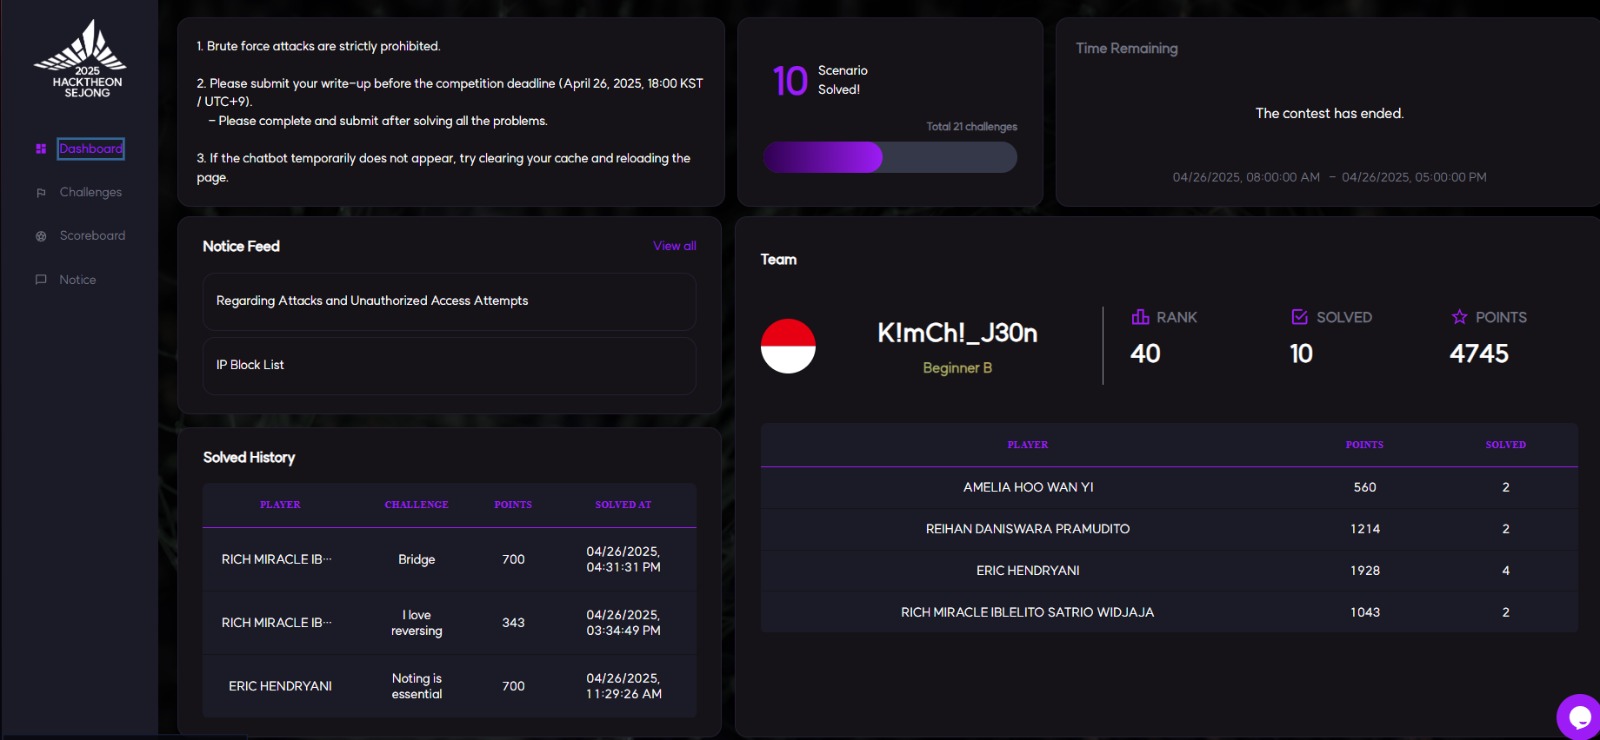 2025
HACKTHEON
SEJONG
Dashboard
Challenges
Scoreboard
Notice
1. Brute force attacks are strictly prohibited.
2. Please submit your write-up before the competition deadline (April 26, 2025, 18:00 KST
/ UTC+9).
– Please complete and submit after solving all the problems.
3. If the chatbot temporarily does not appear, try clearing your cache and reloading the
page.
10 Scenario
Solved!
Total 21 challenges
Time Remaining
The contest has ended.
04/26/2025, 08:00:00 AM – 04/26/2025, 05:00:00 PM
Notice Feed View all
Regarding Attacks and Unauthorized Access Attempts
IP Block List
Solved History
PLAYER CHALLENGE POINTS SOLVED AT
RICH MIRACLE IB··· Bridge 700 04/26/2025,
04:31:31 PM
RICH MIRACLE IB··· I love
reversing 343 04/26/2025,
03:34:49 PM
ERIC HENDRYANI Noting is
essential 700 04/26/2025,
11:29:26 AM
Team
K!mCh!_J30n
Beginner B
RANK SOLVED POINTS
40 10 4745
PLAYER POINTS SOLVED
AMELIA HOO WAN YI 560 2
REIHAN DANISWARA PRAMUDITO 1214 2
ERIC HENDRYANI 1928 4
RICH MIRACLE IBLELITO SATRIO WIDJAJA 1043 2